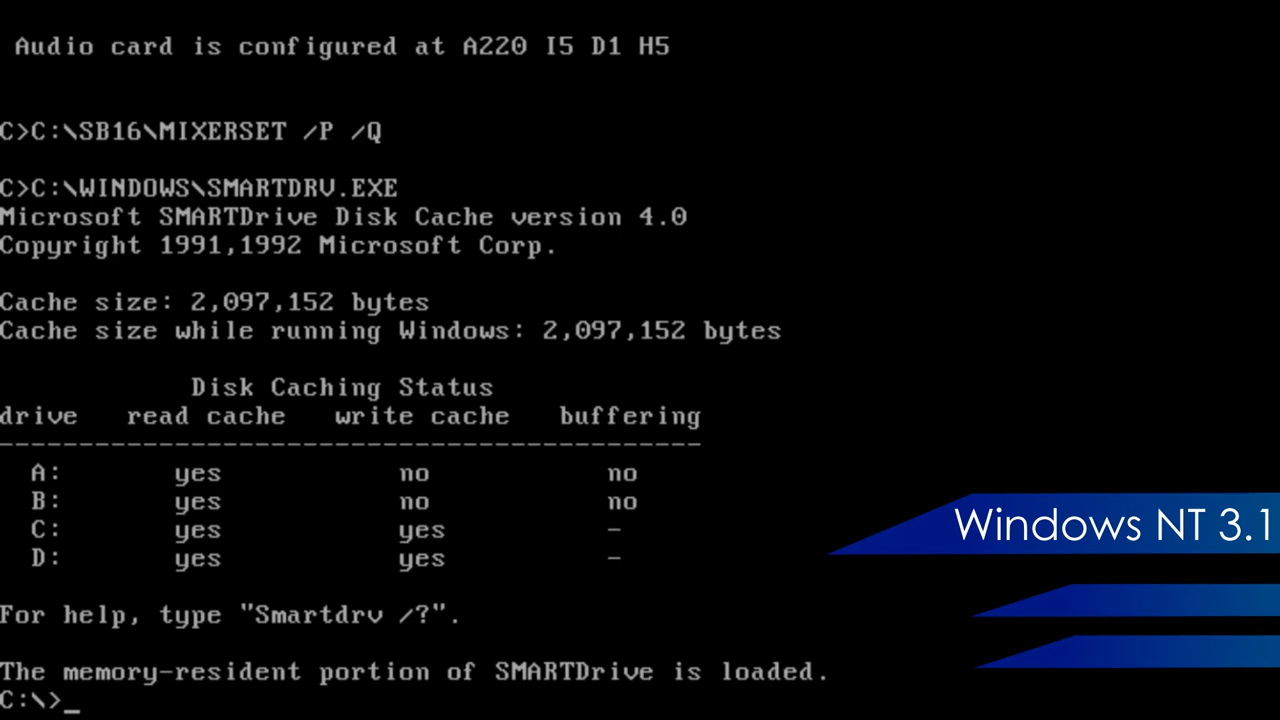 Audio card is configured at A220 I5 D1 H5
C>C:\SB16\MIXERSET /P /Q
C>C:\WINDOWS\SMARTDRV.EXE
Microsoft SMARTDrive Disk Cache version 4.0
Copyright 1991,1992 Microsoft Corp.
Cache size: 2,097,152 bytes
Cache size while running Windows: 2,097,152 bytes
Disk Caching Status
drive read cache write cache buffering
--------------------------------------------
A: yes no no
B: yes no no
C: yes yes -
D: yes yes -
Windows NT 3.1
For help, type "Smartdrv /?".
The memory-resident portion of SMARTDrive is loaded.
C:\>_